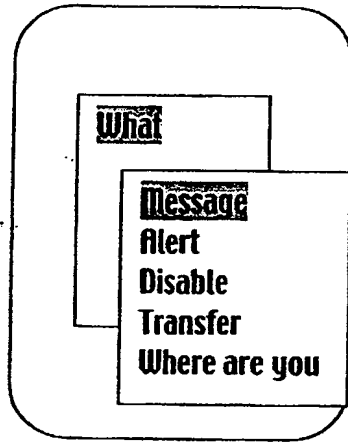 What
Message
Alert
Disable
Transfer
Where are you